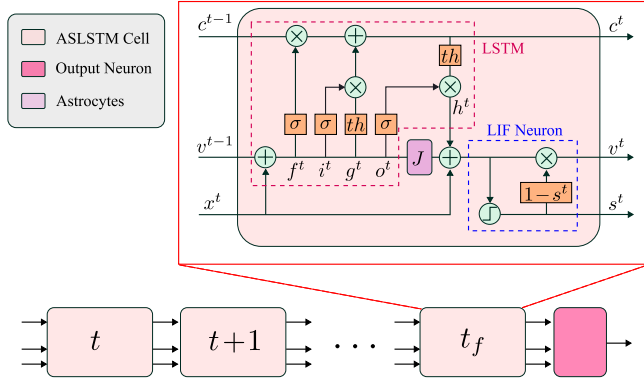 ASLSTM Cell
Output Neuron
Astrocytes
c^{t-1}
c^t
LSTM
th
h^t
σ σ th σ
LIF Neuron
v^{t-1}
J
v^t
f^t i^t g^t o^t
1-s^t
x^t
s^t
t
t+1
· · ·
t_f